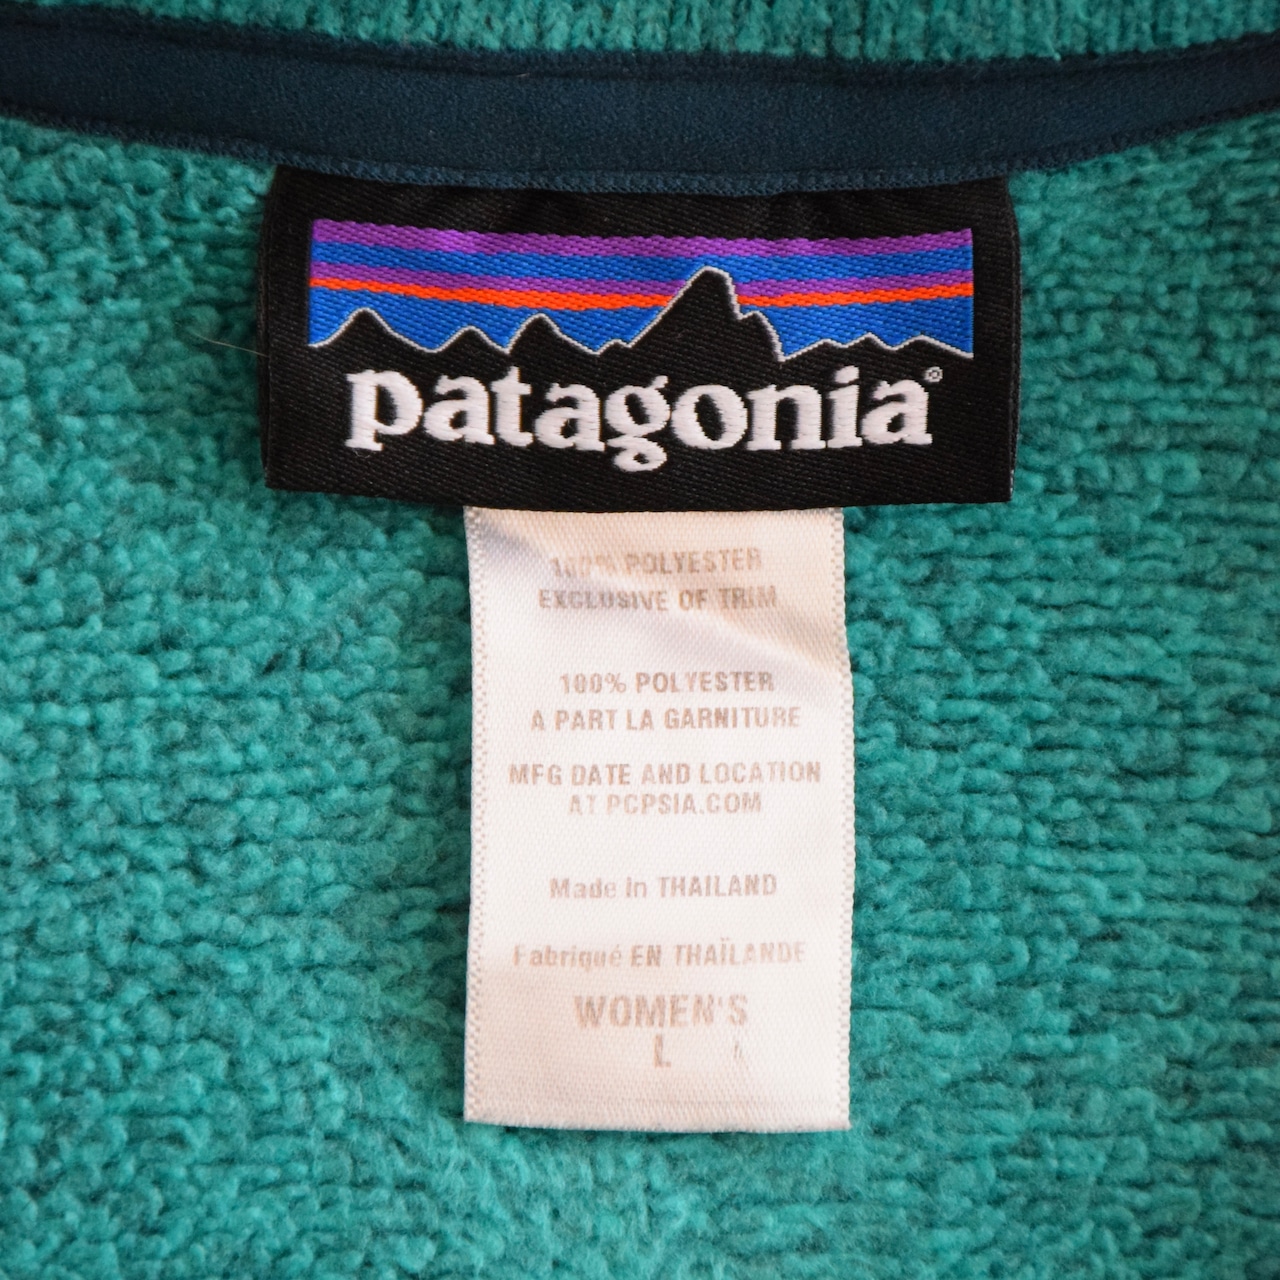 patagonia®
100% POLYESTER
EXCLUSIVE OF TRIM
100% POLYESTER
A PART LA GARNITURE
MFG DATE AND LOCATION
AT PCPSIA.COM
Made in THAILAND
Fabriqué EN THAÏLANDE
WOMEN'S
L